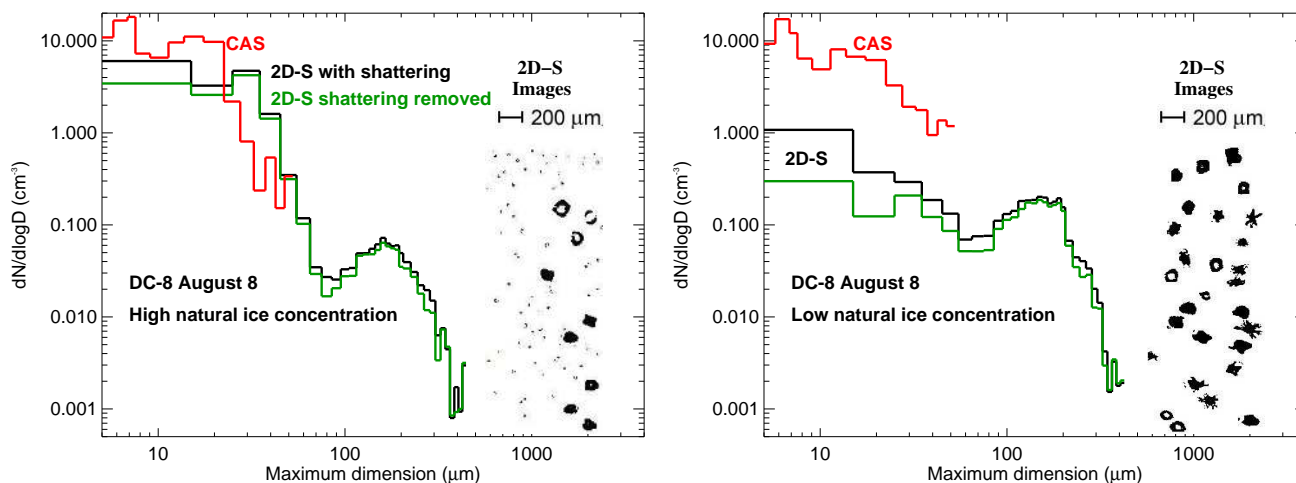 10.000
1.000
0.100
0.010
0.001
dN/dlogD (cm-3)
CAS
2D-S with shattering
2D-S shattering removed
2D-S
Images
200 μm
DC-8 August 8
High natural ice concentration
10
100
1000
Maximum dimension (μm)
10.000
1.000
0.100
0.010
0.001
dN/dlogD (cm-3)
CAS
2D-S
2D-S
Images
200 μm
DC-8 August 8
Low natural ice concentration
10
100
1000
Maximum dimension (μm)